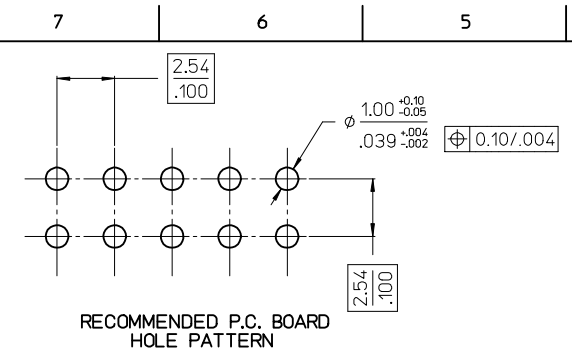 7 6 5
2.54
.100
⌀ 1.00 +0.10 -0.05
.039 +.004 -.002
⌖ 0.10/.004
2.54
.100
RECOMMENDED P.C. BOARD
HOLE PATTERN